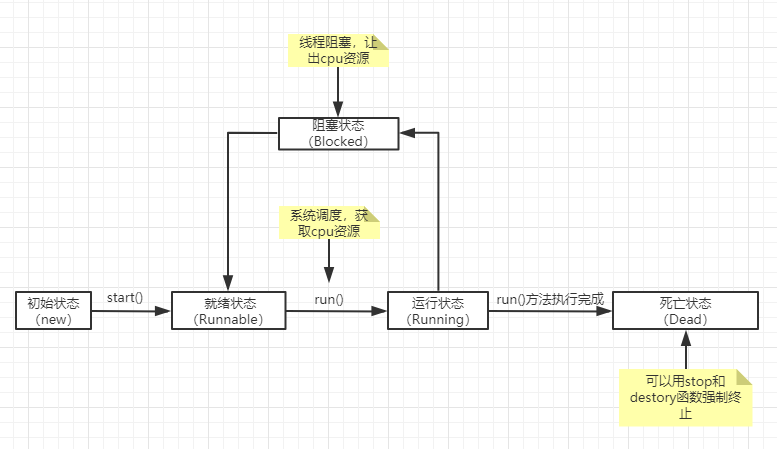 线程阻塞，让
出cpu资源
阻塞状态
（Blocked）
系统调度，获
取cpu资源
初始状态
（new）
start()
就绪状态
（Runnable）
run()
运行状态
（Running）
run()方法执行完成
死亡状态
（Dead）
可以用stop和
destory函数强制终
止